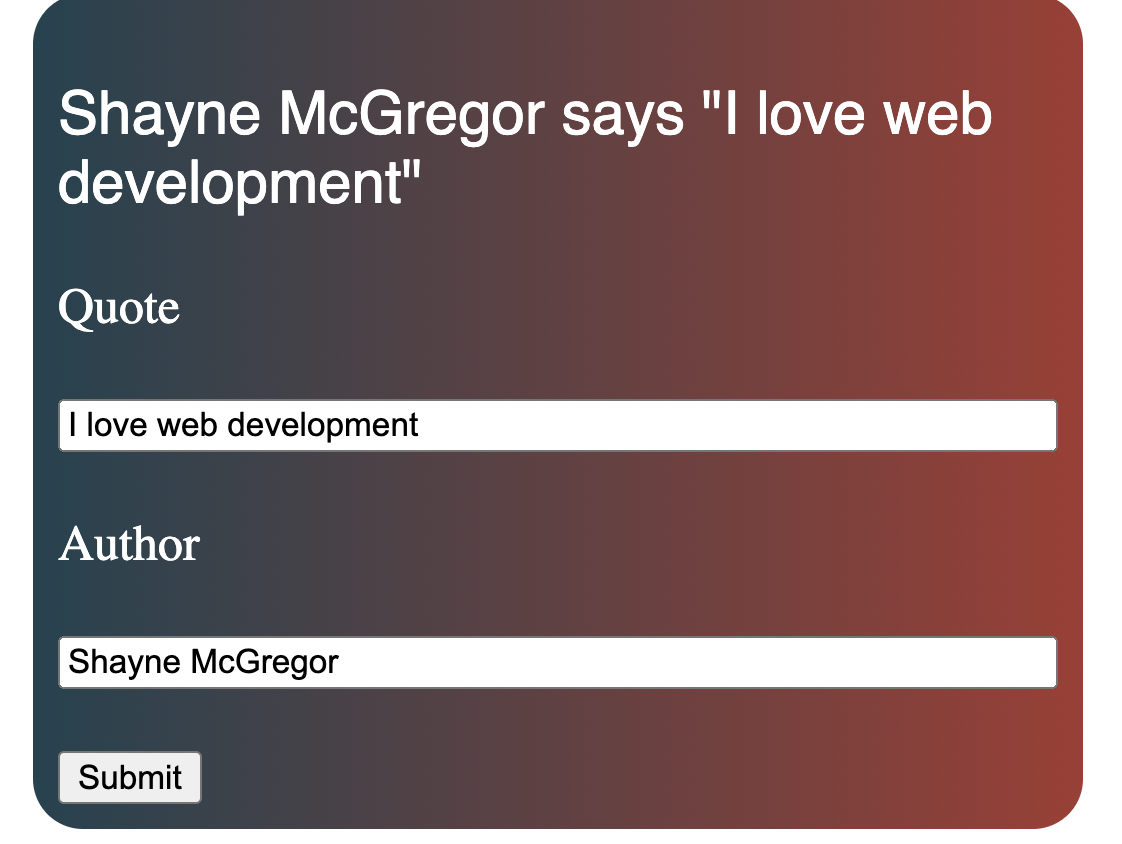 Shayne McGregor says "I love web
development"
Quote
I love web development
Author
Shayne McGregor
Submit